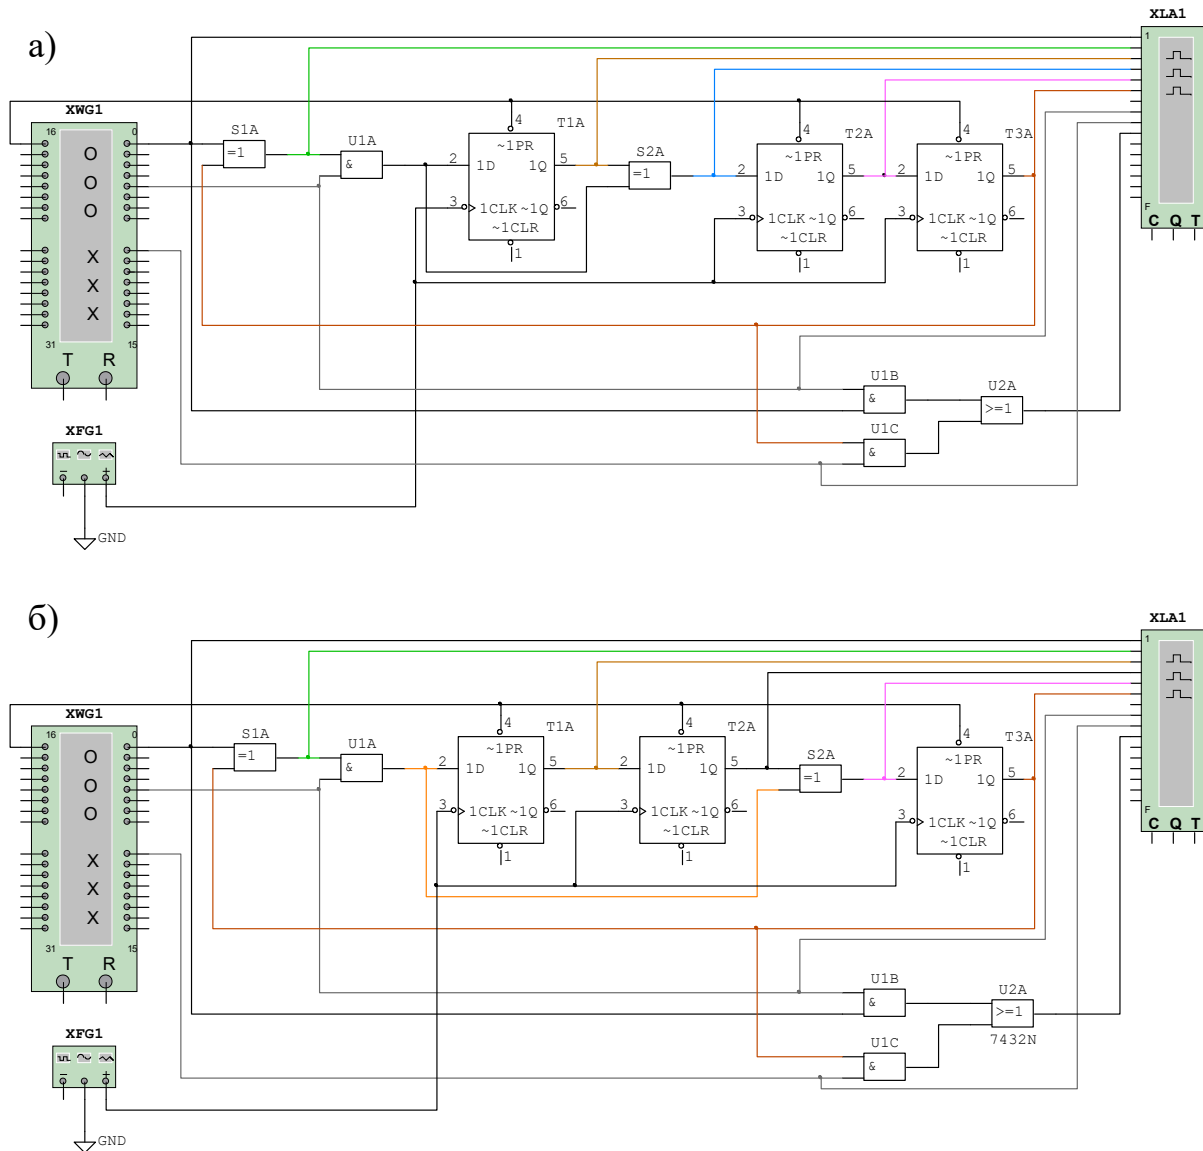 а)
XLA1
1
F
C Q T
XWG1
16 0
O
O
O
X
X
X
31 15
T R
S1A
=1
U1A
&
T1A
4
~1PR
2 1D 1Q 5
3 1CLK ~1Q 6
~1CLR
1
S2A
=1
T2A
4
~1PR
2 1D 1Q 5
3 1CLK ~1Q 6
~1CLR
1
T3A
4
~1PR
2 1D 1Q 5
3 1CLK ~1Q 6
~1CLR
1
U1B
&
U2A
>=1
U1C
&
XFG1
− +
GND
б)
XLA1
1
F
C Q T
XWG1
16 0
O
O
O
X
X
X
31 15
T R
S1A
=1
U1A
&
T1A
4
~1PR
2 1D 1Q 5
3 1CLK ~1Q 6
~1CLR
1
T2A
4
~1PR
2 1D 1Q 5
3 1CLK ~1Q 6
~1CLR
1
S2A
=1
T3A
4
~1PR
2 1D 1Q 5
3 1CLK ~1Q 6
~1CLR
1
U1B
&
U2A
>=1
7432N
U1C
&
XFG1
− +
GND